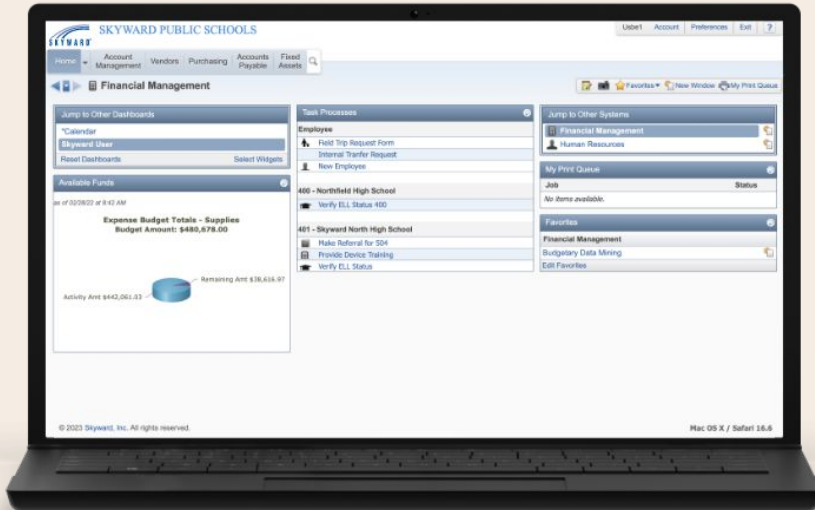 SKYWARD PUBLIC SCHOOLS
SKYWARD
Account Preferences Exit ?
Home Account Management Vendors Purchasing Accounts Payable Fixed Assets
Financial Management
Favorites New Window My Print Queue
Jump to Other Dashboards
*Calendar
Skyward User
Reset Dashboards Select Widgets
Available Funds
as of 02/28/22 at 9:43 AM
Expense Budget Totals - Supplies
Budget Amount: $480,678.00
Remaining Amt $38,616.97
Activity Amt $442,061.03
Task Processes
Employee
Field Trip Request Form
Internal Tranfer Request
New Employee
400 - Northfield High School
Verify ELL Status 400
401 - Skyward North High School
Make Referral for 504
Provide Device Training
Verify ELL Status
Jump to Other Systems
Financial Management
Human Resources
My Print Queue
Job Status
No items available.
Favorites
Financial Management
Budgetary Data Mining
Edit Favorites
© 2023 Skyward, Inc. All rights reserved.
Mac OS X / Safari 16.6